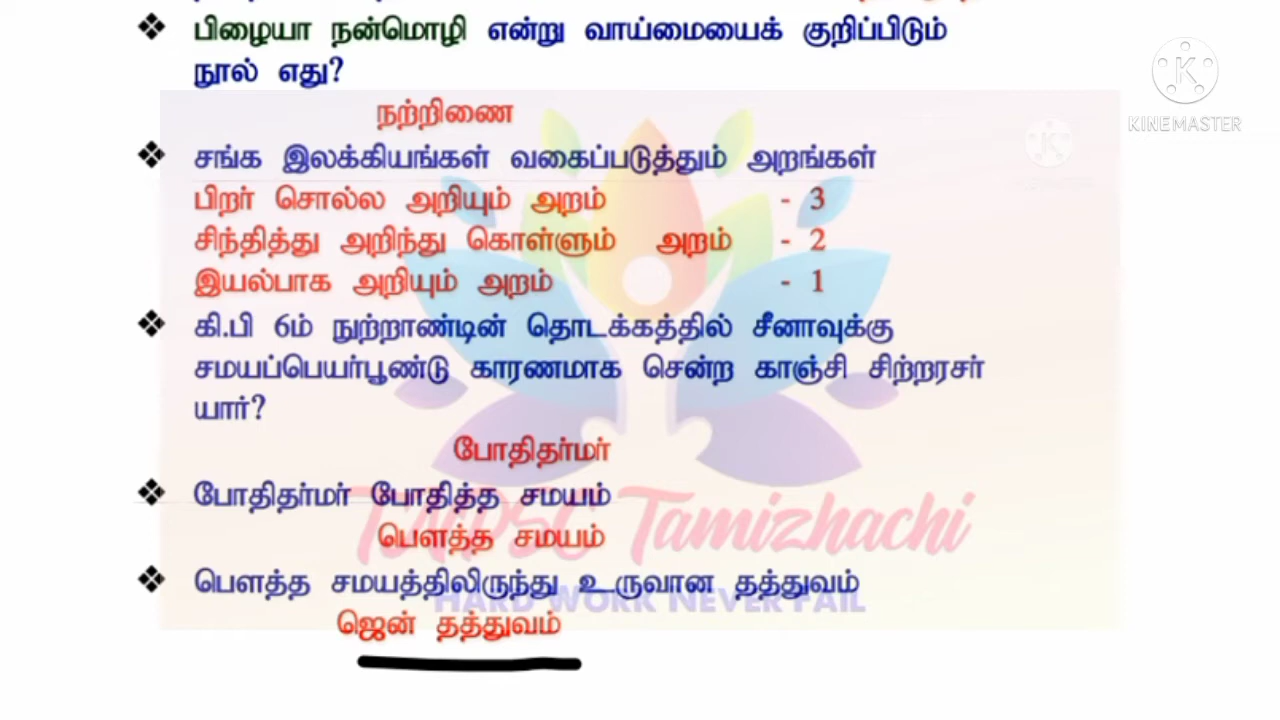 ❖ பிழையா நன்மொழி என்று வாய்மையைக் குறிப்பிடும்
நூல் எது?
நற்றிணை
❖ சங்க இலக்கியங்கள் வகைப்படுத்தும் அறங்கள்
பிறர் சொல்ல அறியும் அறம் - 3
சிந்தித்து அறிந்து கொள்ளும் அறம் - 2
இயல்பாக அறியும் அறம் - 1
❖ கி.பி 6ம் நுற்றாண்டின் தொடக்கத்தில் சீனாவுக்கு
சமயப்பெயர்பூண்டு காரணமாக சென்ற காஞ்சி சிற்றரசர்
யார்?
போதிதர்மர்
❖ போதிதர்மர் போதித்த சமயம்
பௌத்த சமயம்
❖ பௌத்த சமயத்திலிருந்து உருவான தத்துவம்
ஜென் தத்துவம்
TNPSC Tamizhachi
HARD WORK NEVER FAIL
K
KINEMASTER